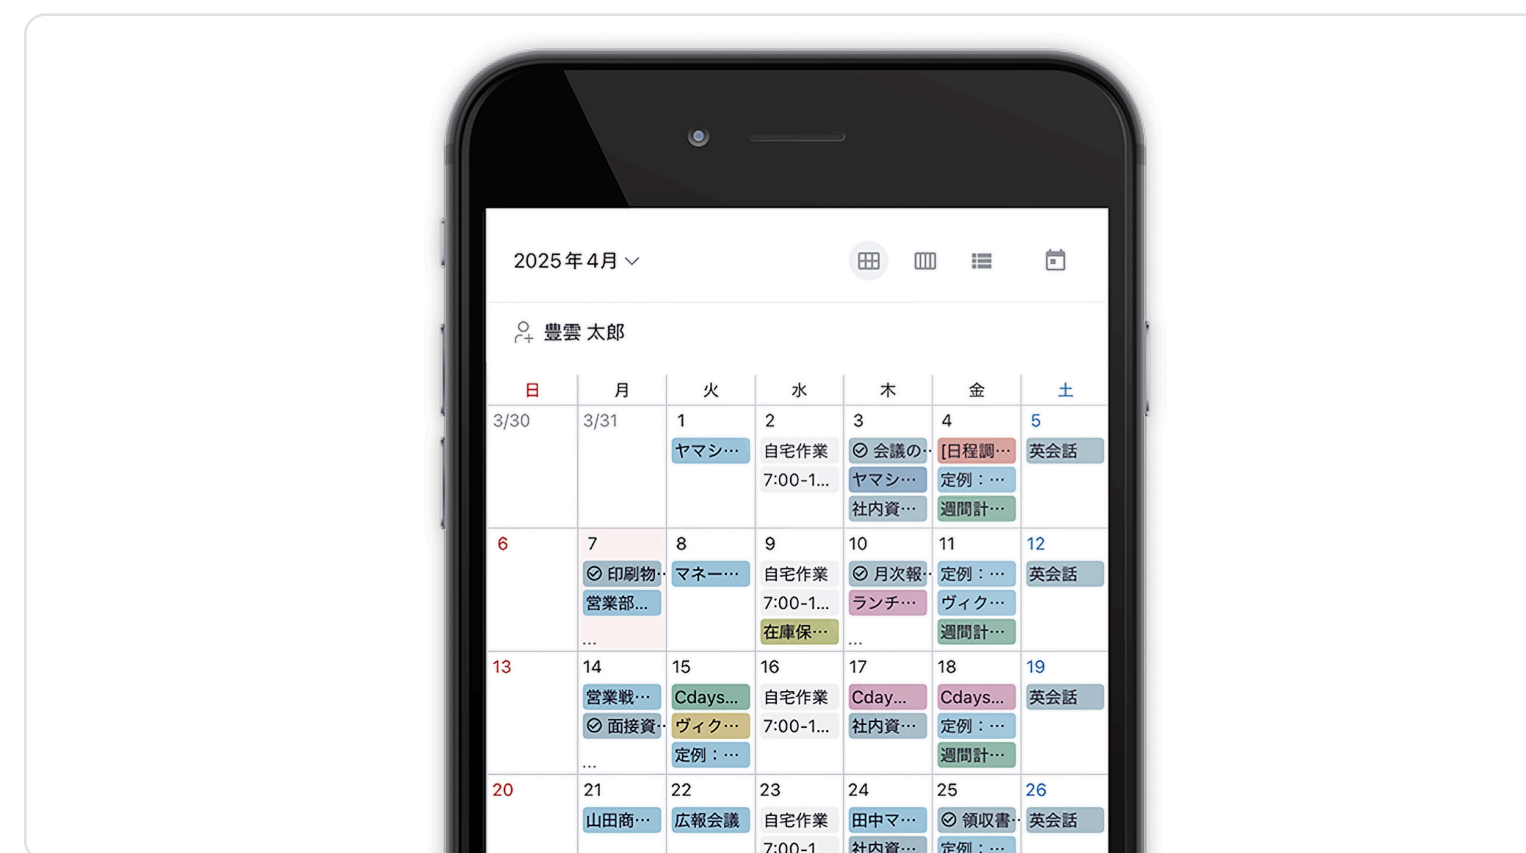 2025年4月
豊雲 太郎
日 月 火 水 木 金 土
3/30 3/31 1 2 3 4 5
ヤマシ… 自宅作業 会議の… [日程調… 英会話
7:00-1... ヤマシ… 定例：…
社内資… 週間計…
6 7 8 9 10 11 12
印刷物… マネー… 自宅作業 月次報… 定例：… 英会話
営業部... 7:00-1... ランチ… ヴィク…
... 在庫保… ... 週間計…
13 14 15 16 17 18 19
営業戦… Cdays... 自宅作業 Cday... Cdays... 英会話
面接資… ヴィク… 7:00-1... 社内資… 定例：…
... 定例：… 週間計…
20 21 22 23 24 25 26
山田商… 広報会議 自宅作業 田中マ… 領収書… 英会話
7:00-1 社内資… 定例：…